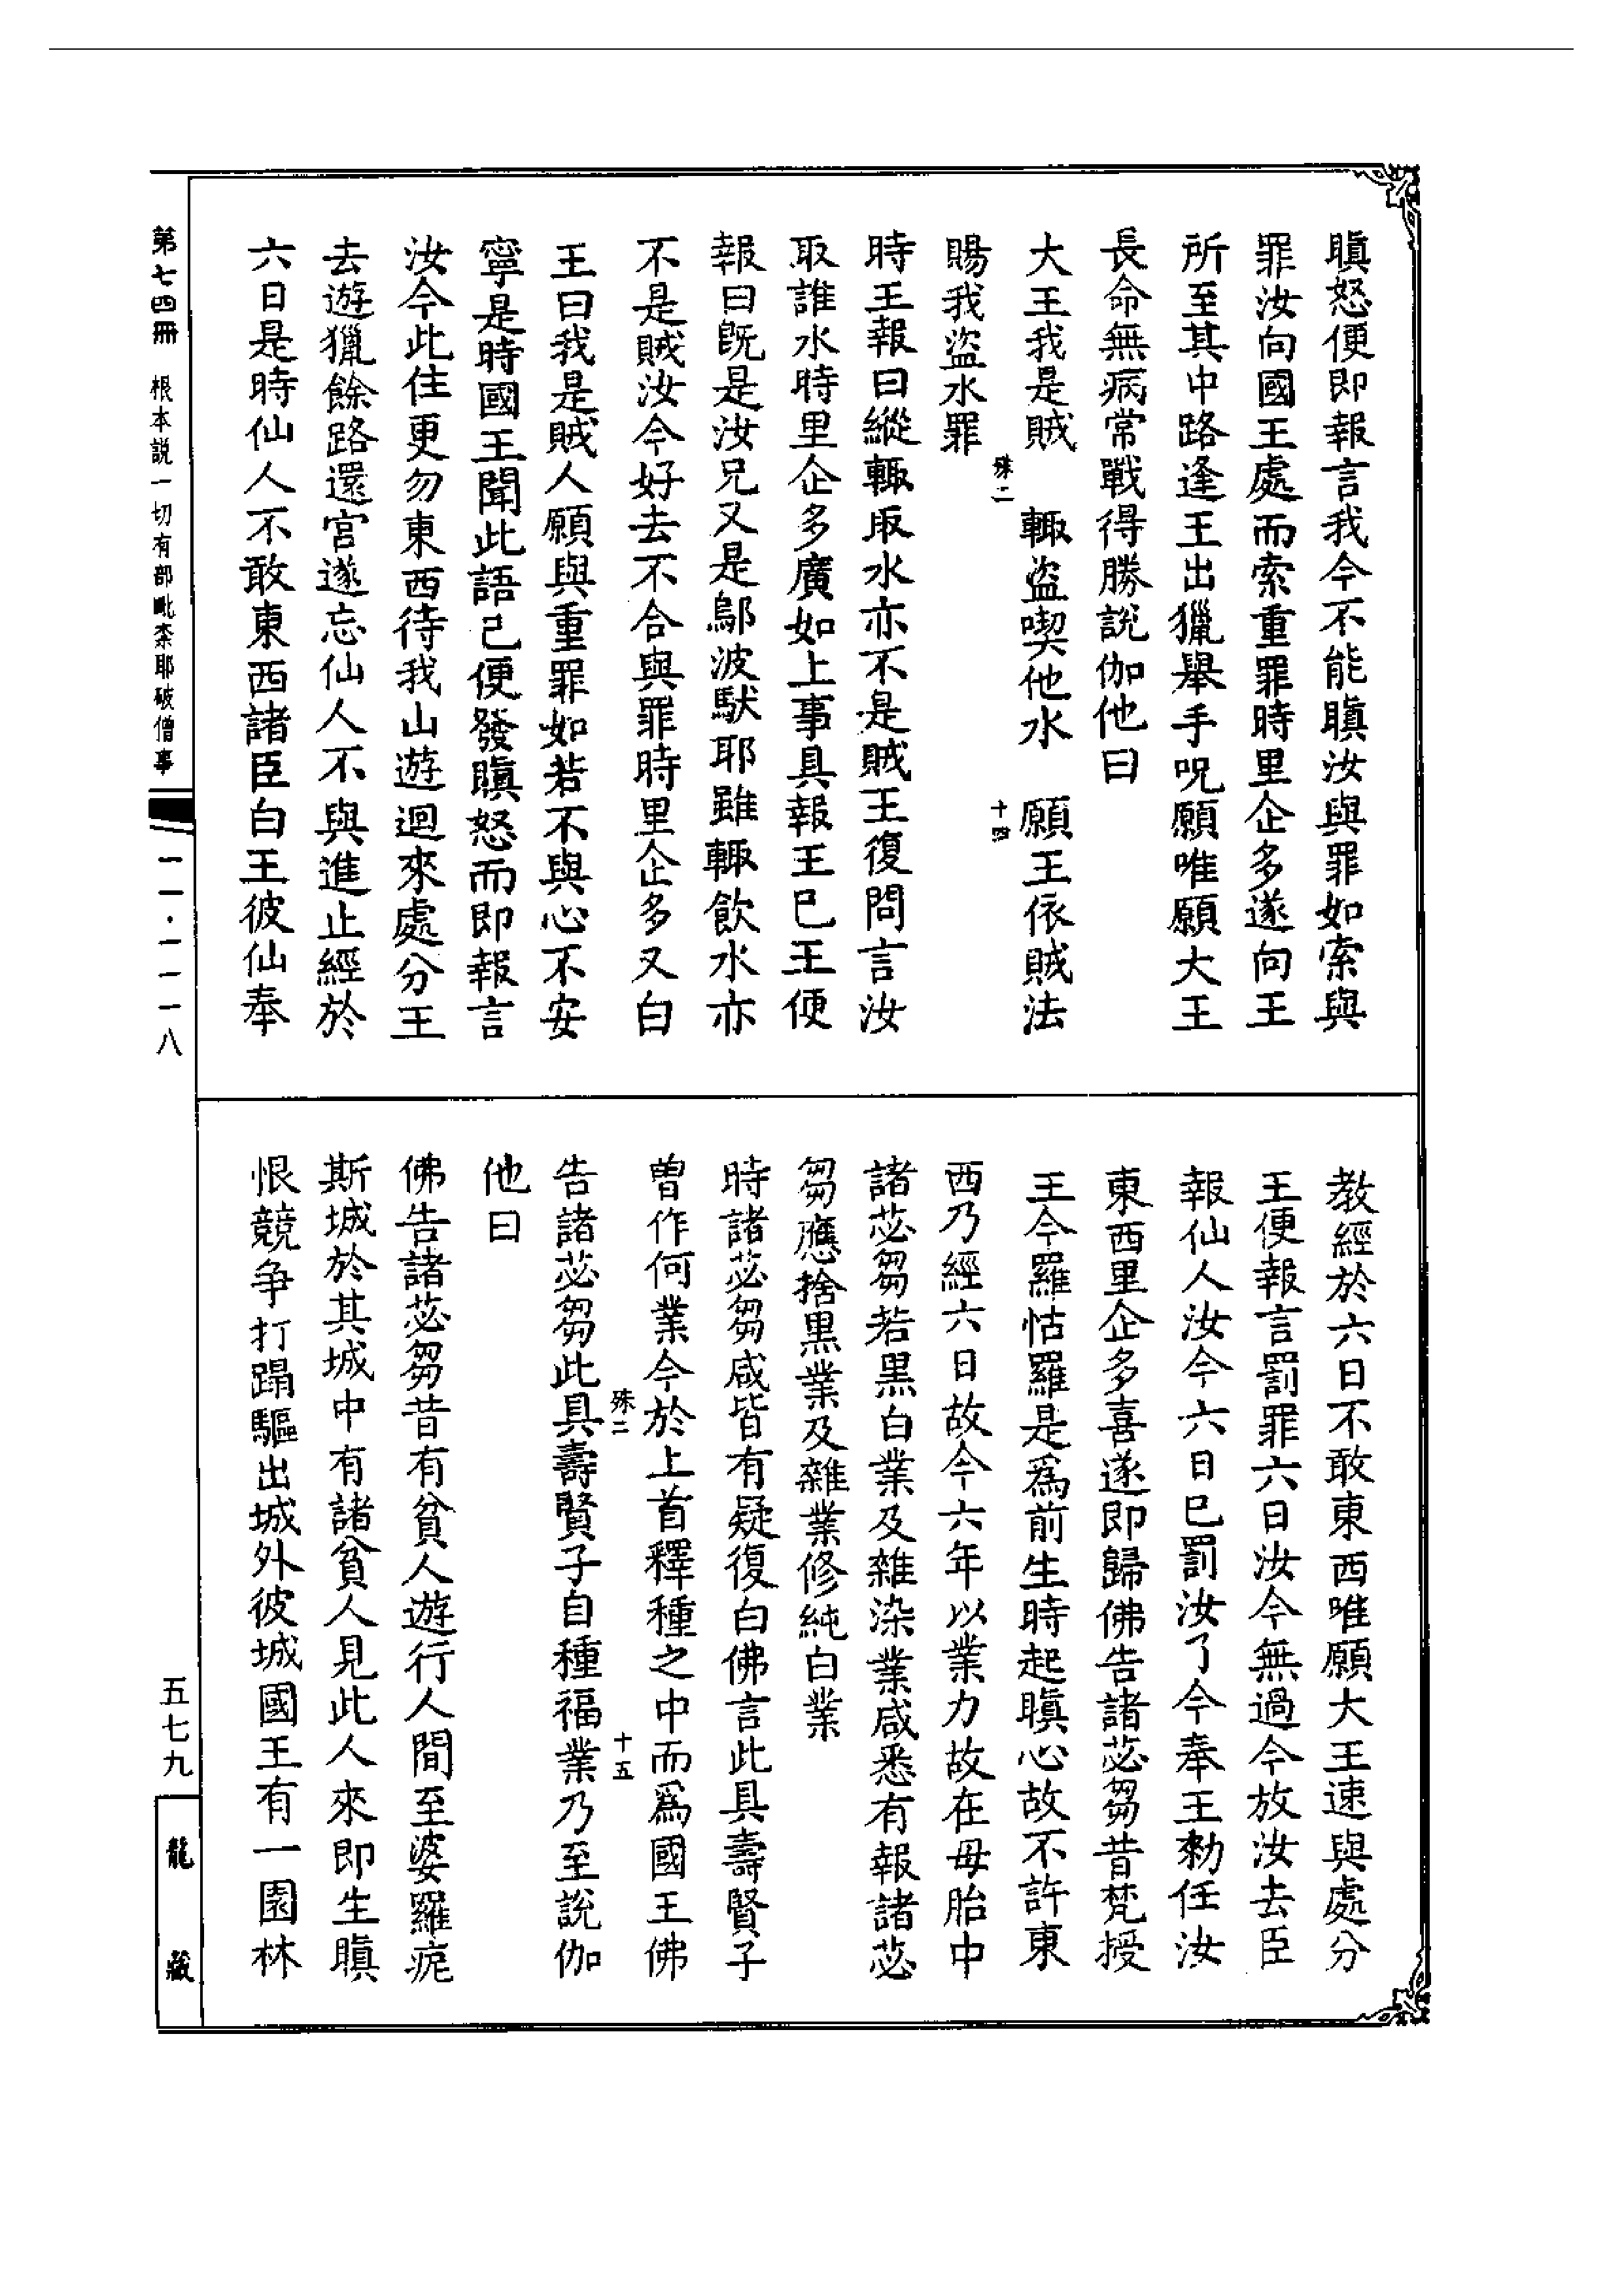 瞋怒便即報言我今不能瞋汝與罪如索與
罪汝向國王處而索重罪時里企多遂向王
所至其中路逢王出獵舉手呪願唯願大王
長命無病常戰得勝說伽他曰
大王我是賊　輙盜喫他水　願王依賊法
殊二
十四
賜我盜水罪
時王報曰縱輙取水亦不是賊王復問言汝
取誰水時里企多廣如上事具報王已王便
報曰既是汝兄又是鄔波馱耶雖輙飲水亦
不是賊汝今好去不合與罪時里企多又白
王曰我是賊人願與重罪如若不與心不安
寧是時國王聞此語已便發瞋怒而即報言
汝今此住更勿東西待我山遊迴來處分王
去遊獵餘路還宮遂忘仙人不與進止經於
六日是時仙人不敢東西諸臣白王彼仙奉
教經於六日不敢東西唯願大王速與處分
王便報言罰罪六日汝今無過今放汝去臣
報仙人汝今六日已罰汝了今奉王勑任汝
東西里企多喜遂即歸佛告諸苾芻昔梵授
王今羅怙羅是爲前生時起瞋心故不許東
西乃經六日故今六年以業力故在母胎中
諸苾芻若黑白業及雜染業咸悉有報諸苾
芻應捨黑業及雜業修純白業
時諸苾芻咸皆有疑復白佛言此具壽賢子
曾作何業今於上首釋種之中而爲國王佛
殊二
十五
告諸苾芻此具壽賢子自種福業乃至說伽
他曰
佛告諸苾芻昔有貧人遊行人間至婆羅痆
斯城於其城中有諸貧人見此人來即生瞋
恨競爭打蹋驅出城外彼城國王有一園林
第七四冊　根本説一切有部毗柰耶破僧事
一一·一一一八
五七九
龍藏